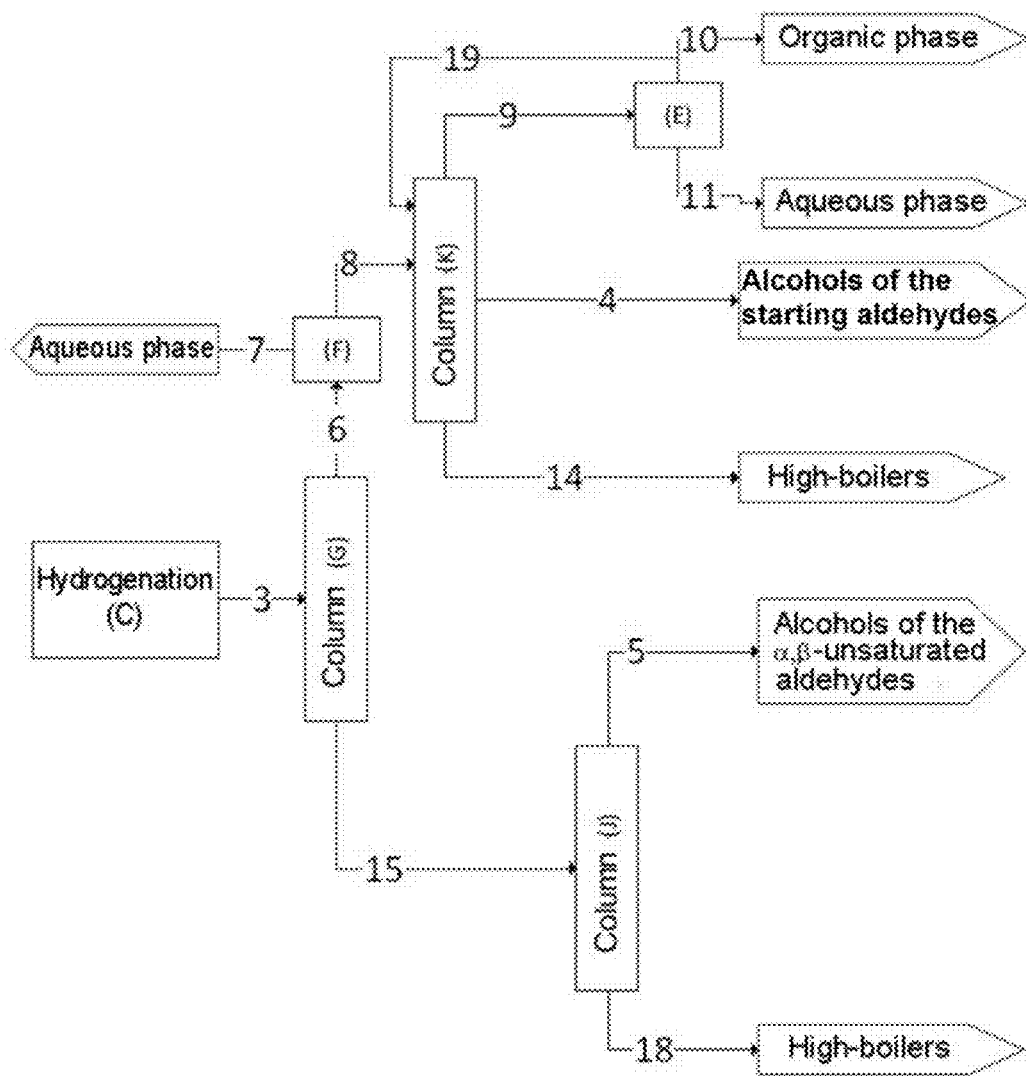 10
Organic phase
19
9
(E)
11
Aqueous phase
8
Column (K)
4
Alcohols of the
starting aldehydes
Aqueous phase
7
(F)
6
14
High-boilers
Hydrogenation
(C)
3
Column (G)
5
Alcohols of the
α,β-unsaturated
aldehydes
15
Column (J)
18
High-boilers